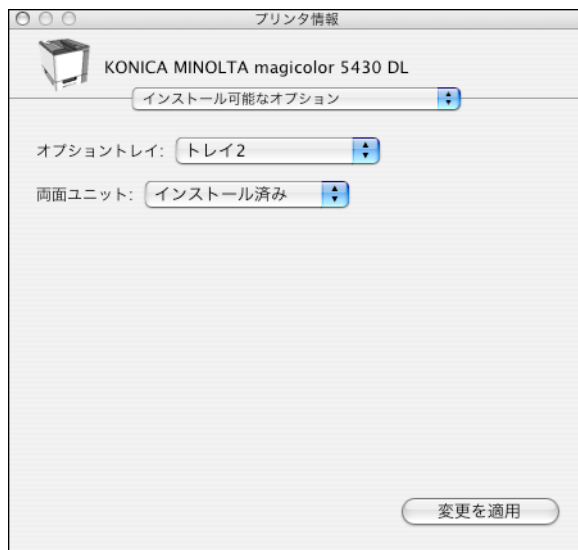 プリンタ情報
KONICA MINOLTA magicolor 5430 DL
インストール可能なオプション
オプショントレイ: トレイ2
両面ユニット: インストール済み
変更を適用